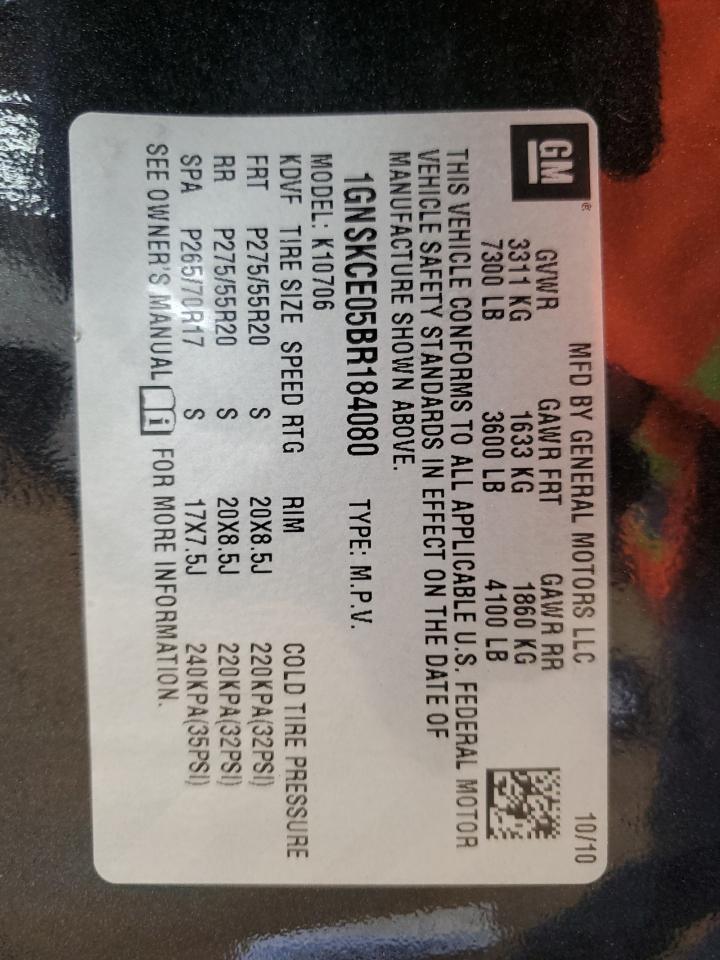 GM®
MFD BY GENERAL MOTORS LLC 10/10
GVWR GAWR FRT GAWR RR
3311 KG 1633 KG 1860 KG
7300 LB 3600 LB 4100 LB
THIS VEHICLE CONFORMS TO ALL APPLICABLE U.S. FEDERAL MOTOR
VEHICLE SAFETY STANDARDS IN EFFECT ON THE DATE OF
MANUFACTURE SHOWN ABOVE.
1GNSKCE05BR184080 TYPE: M.P.V.
MODEL: K10706
KDVF TIRE SIZE SPEED RTG RIM COLD TIRE PRESSURE
FRT P275/55R20 S 20X8.5J 220KPA(32PSI)
RR P275/55R20 S 20X8.5J 220KPA(32PSI)
SPA P265/70R17 S 17X7.5J 240KPA(35PSI)
SEE OWNER'S MANUAL i FOR MORE INFORMATION.